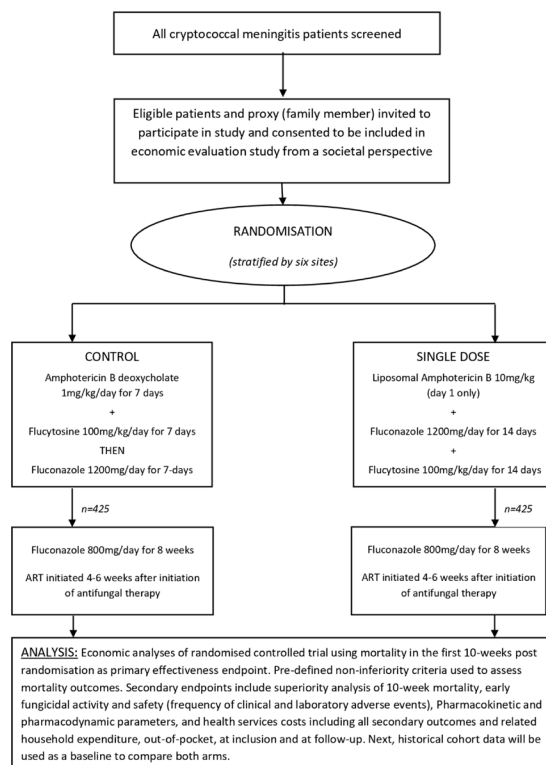 All cryptococcal meningitis patients screened
Eligible patients and proxy (family member) invited to
participate in study and consented to be included in
economic evaluation study from a societal perspective
RANDOMISATION
(stratified by six sites)
CONTROL
Amphotericin B deoxycholate
1mg/kg/day for 7 days
+
Flucytosine 100mg/kg/day for 7 days
THEN
Fluconazole 1200mg/day for 7-days
n=425
Fluconazole 800mg/day for 8 weeks
ART initiated 4-6 weeks after initiation
of antifungal therapy
SINGLE DOSE
Liposomal Amphotericin B 10mg/kg
(day 1 only)
+
Fluconazole 1200mg/day for 14 days
+
Flucytosine 100mg/kg/day for 14 days
n=425
Fluconazole 800mg/day for 8 weeks
ART initiated 4-6 weeks after initiation
of antifungal therapy
ANALYSIS: Economic analyses of randomised controlled trial using mortality in the first 10-weeks post
randomisation as primary effectiveness endpoint. Pre-defined non-inferiority criteria used to assess
mortality outcomes. Secondary endpoints include superiority analysis of 10-week mortality, early
fungicidal activity and safety (frequency of clinical and laboratory adverse events), Pharmacokinetic and
pharmacodynamic parameters, and health services costs including all secondary outcomes and related
household expenditure, out-of-pocket, at inclusion and at follow-up. Next, historical cohort data will
be used as a baseline to compare both arms.